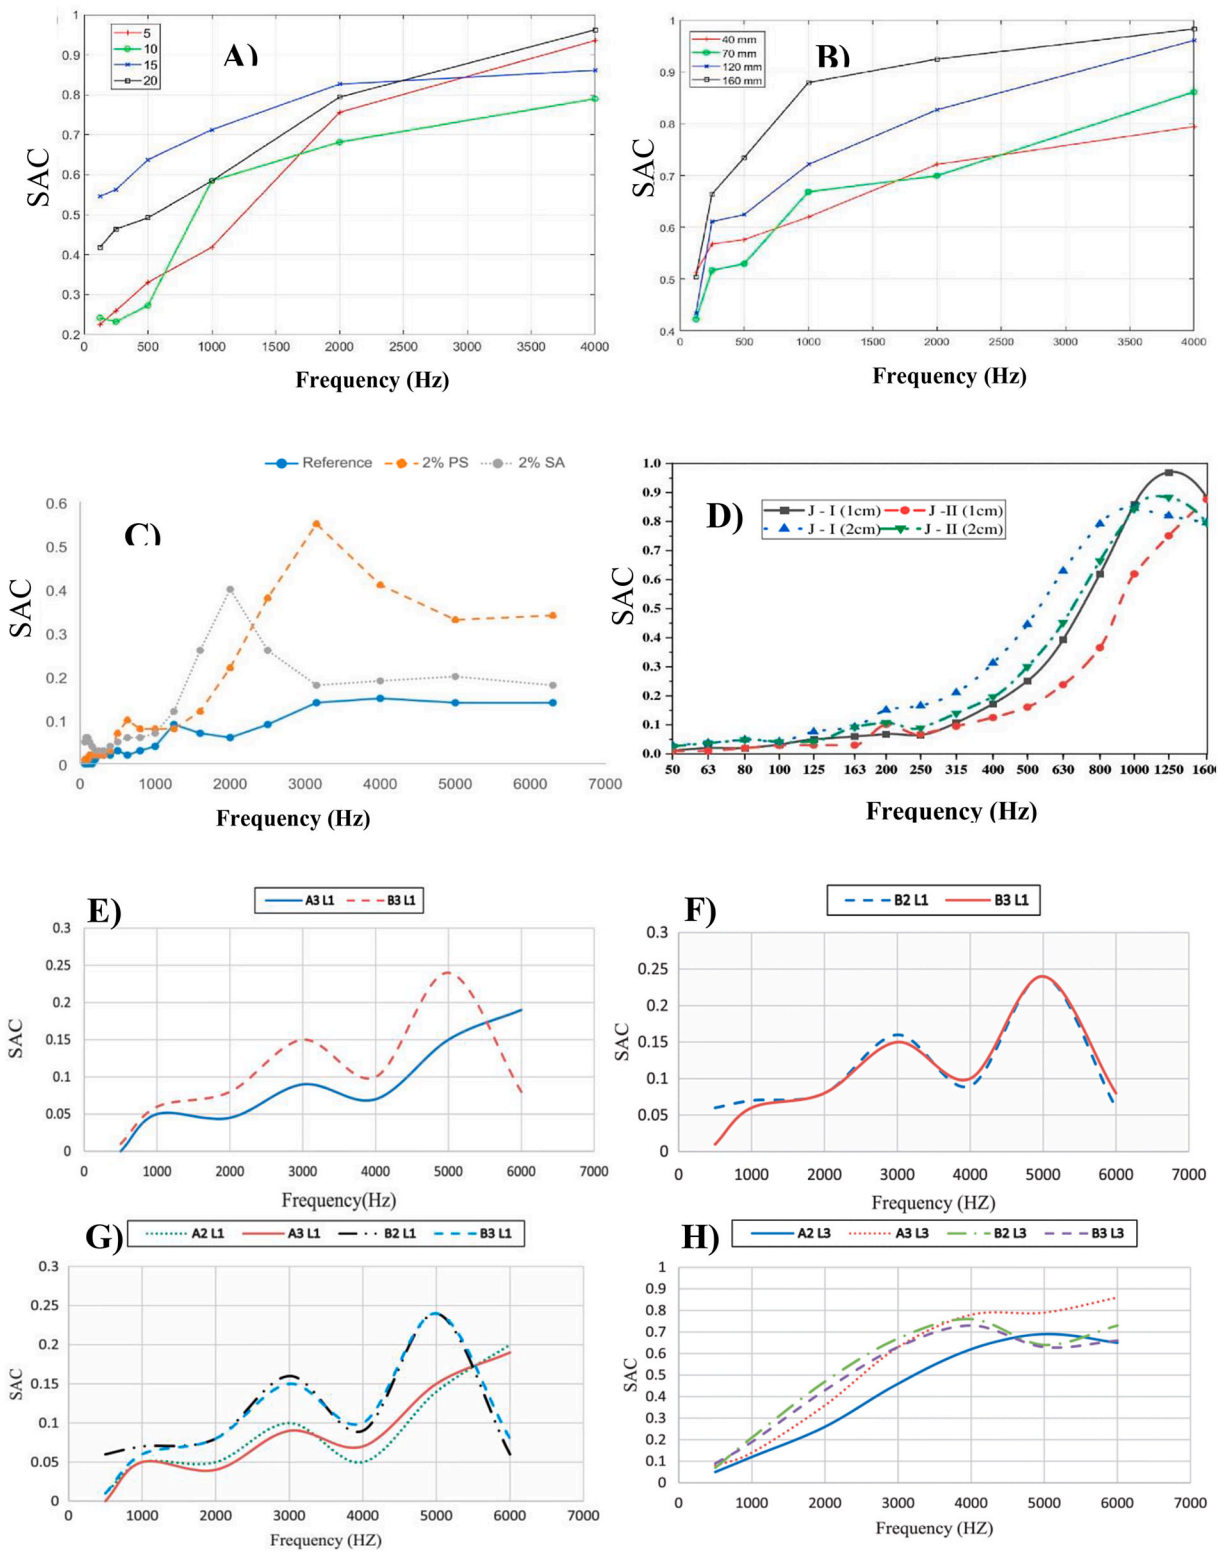 A)
5
10
15
20
1
0.9
0.8
0.7
0.6
0.5
0.4
0.3
0.2
SAC
0 500 1000 1500 2000 2500 3000 3500 4000
Frequency (Hz)
B)
40 mm
70 mm
120 mm
160 mm
1
0.9
0.8
0.7
0.6
0.5
0.4
SAC
0 500 1000 1500 2000 2500 3000 3500 4000
Frequency (Hz)
Reference 2% PS 2% SA
C)
0.6
0.5
0.4
0.3
0.2
0.1
0
SAC
0 1000 2000 3000 4000 5000 6000 7000
Frequency (Hz)
D)
J - I (1cm) J -II (1cm)
J - I (2cm) J - II (2cm)
1.0
0.9
0.8
0.7
0.6
0.5
0.4
0.3
0.2
0.1
0.0
SAC
50 63 80 100 125 163 200 250 315 400 500 630 800 1000 1250 1600
Frequency (Hz)
E)
A3 L1 B3 L1
0.3
0.25
0.2
0.15
0.1
0.05
0
SAC
0 1000 2000 3000 4000 5000 6000 7000
Frequency(Hz)
F)
B2 L1 B3 L1
0.3
0.25
0.2
0.15
0.1
0.05
0
SAC
0 1000 2000 3000 4000 5000 6000 7000
Frequency (HZ)
G)
A2 L1 A3 L1 B2 L1 B3 L1
0.3
0.25
0.2
0.15
0.1
0.05
0
SAC
0 1000 2000 3000 4000 5000 6000 7000
Frequency (HZ)
H)
A2 L3 A3 L3 B2 L3 B3 L3
1
0.9
0.8
0.7
0.6
0.5
0.4
0.3
0.2
0.1
0
SAC
0 1000 2000 3000 4000 5000 6000 7000
Frequency (HZ)